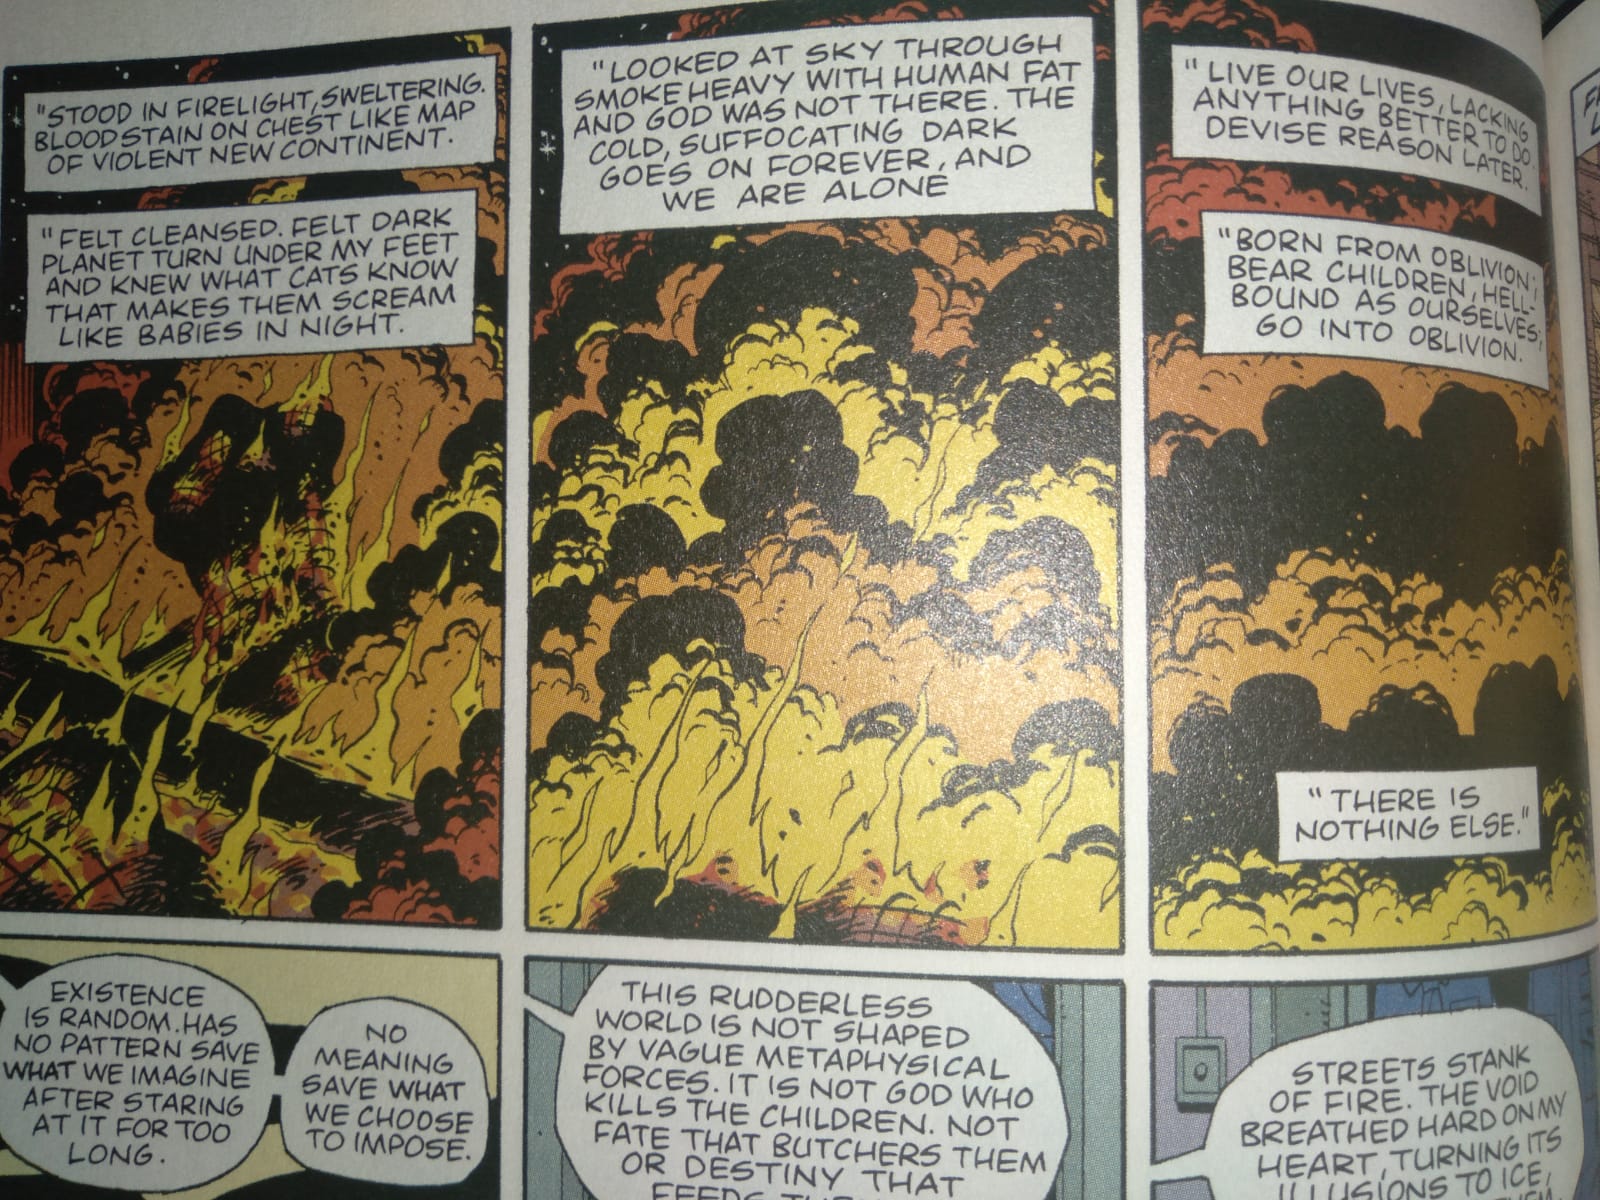 "STOOD IN FIRELIGHT, SWELTERING.
BLOODSTAIN ON CHEST LIKE MAP
OF VIOLENT NEW CONTINENT.
"FELT CLEANSED. FELT DARK
PLANET TURN UNDER MY FEET
AND KNEW WHAT CATS KNOW
THAT MAKES THEM SCREAM
LIKE BABIES IN NIGHT.
"LOOKED AT SKY THROUGH
SMOKE HEAVY WITH HUMAN FAT
AND GOD WAS NOT THERE. THE
COLD, SUFFOCATING DARK
GOES ON FOREVER, AND
WE ARE ALONE
"LIVE OUR LIVES, LACKING
ANYTHING BETTER TO DO.
DEVISE REASON LATER.
"BORN FROM OBLIVION;
BEAR CHILDREN, HELL-
BOUND AS OURSELVES;
GO INTO OBLIVION.
"THERE IS
NOTHING ELSE."
EXISTENCE
IS RANDOM. HAS
NO PATTERN SAVE
WHAT WE IMAGINE
AFTER STARING
AT IT FOR TOO
LONG.
NO
MEANING
SAVE WHAT
WE CHOOSE
TO IMPOSE.
THIS RUDDERLESS
WORLD IS NOT SHAPED
BY VAGUE METAPHYSICAL
FORCES. IT IS NOT GOD WHO
KILLS THE CHILDREN. NOT
FATE THAT BUTCHERS THEM
OR DESTINY THAT
STREETS STANK
OF FIRE. THE VOID
BREATHED HARD ON MY
HEART, TURNING ITS
ILLUSIONS TO ICE,